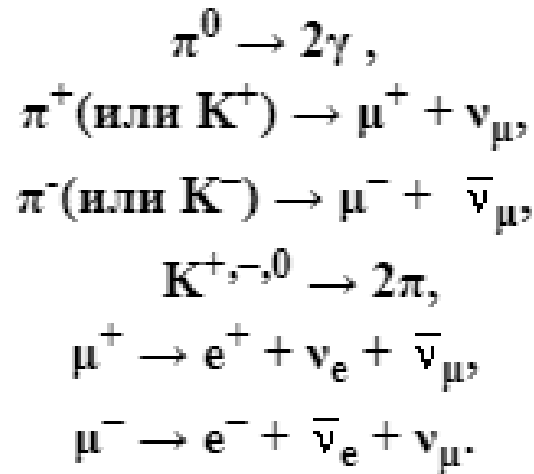 π⁰ → 2γ ,
π⁺(или K⁺) → μ⁺ + ν_μ,
π⁻(или K⁻) → μ⁻ + ν̅_μ,
K⁺,⁻,⁰ → 2π,
μ⁺ → e⁺ + ν_e + ν̅_μ,
μ⁻ → e⁻ + ν̅_e + ν_μ.